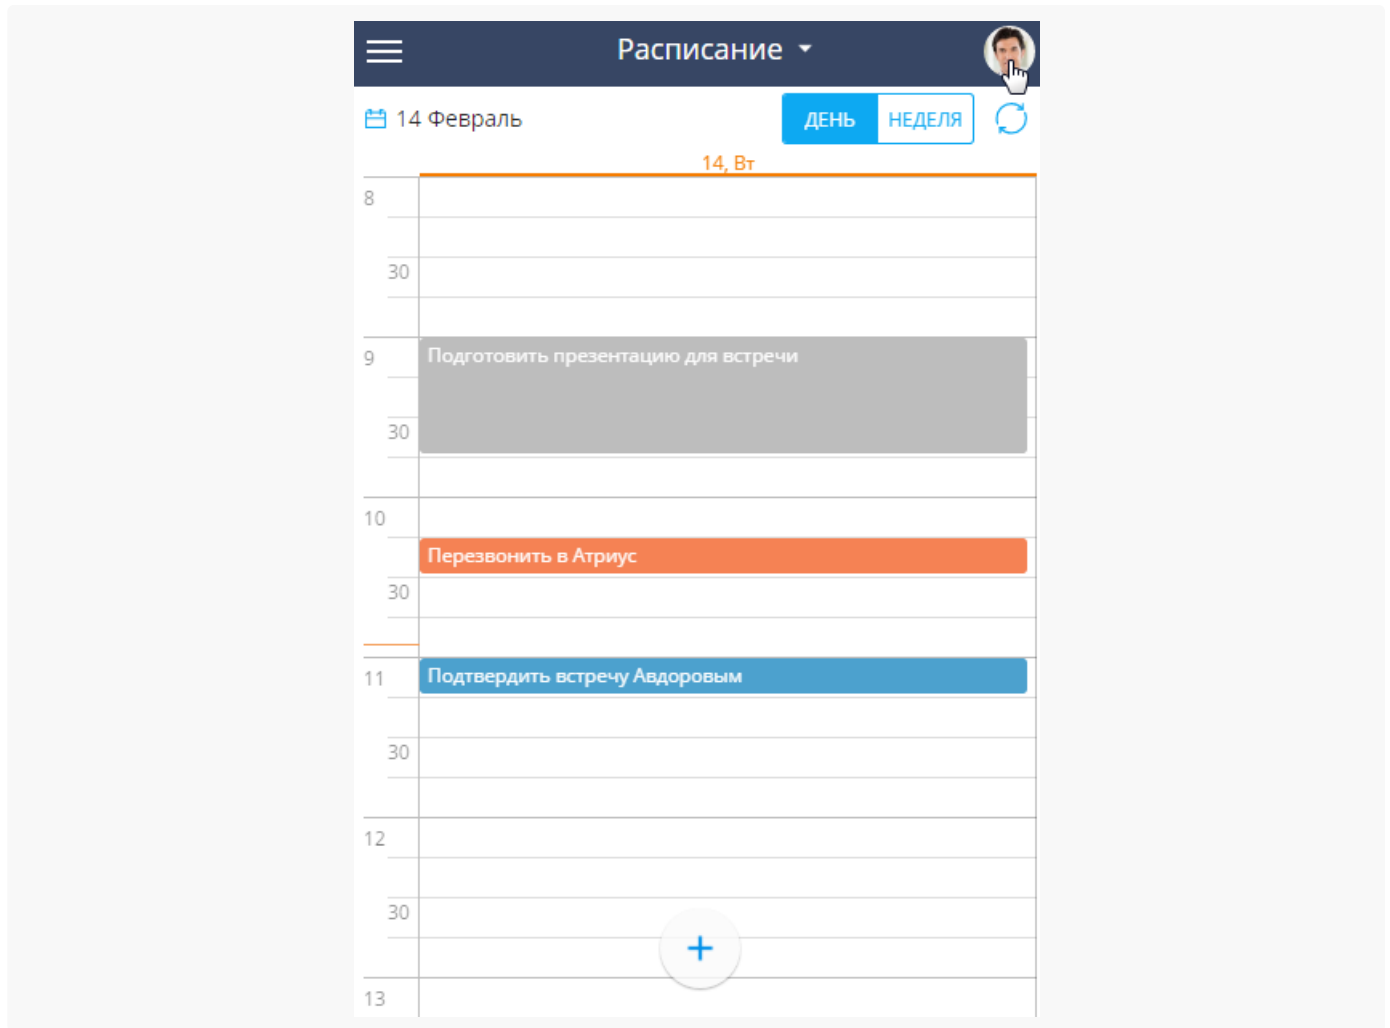 Расписание
14 Февраль
ДЕНЬ
НЕДЕЛЯ
14, Вт
8
30
9
Подготовить презентацию для встречи
30
10
Перезвонить в Атриус
30
11
Подтвердить встречу Авдоровым
30
12
30
+
13